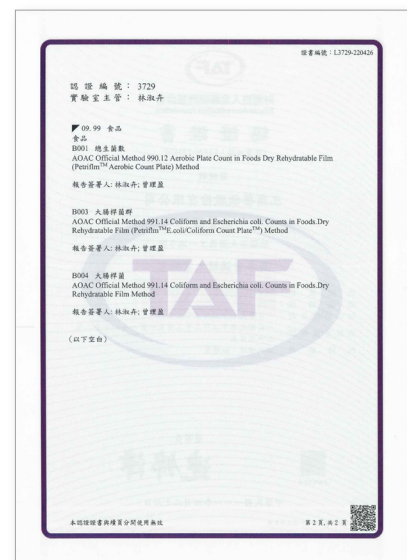 證書編號：L3729-220426
認證編號：3729
實驗室主管：林淑卉
09.99 食品
食品
B001 總生菌數
AOAC Official Method 990.12 Aerobic Plate Count in Foods Dry Rehydratable Film
(Petrifilm™ Aerobic Count Plate) Method
報告簽署人：林淑卉；曾理盈
B003 大腸桿菌群
AOAC Official Method 991.14 Coliform and Escherichia coli. Counts in Foods.Dry
Rehydratable Film (Petrifilm™E.coli/Coliform Count Plate™) Method
報告簽署人：林淑卉；曾理盈
B004 大腸桿菌
AOAC Official Method 991.14 Coliform and Escherichia coli. Counts in Foods.Dry
Rehydratable Film Method
報告簽署人：林淑卉；曾理盈
TAF
（以下空白）
本認證證書與續頁分開使用無效
第 2 頁，共 2 頁